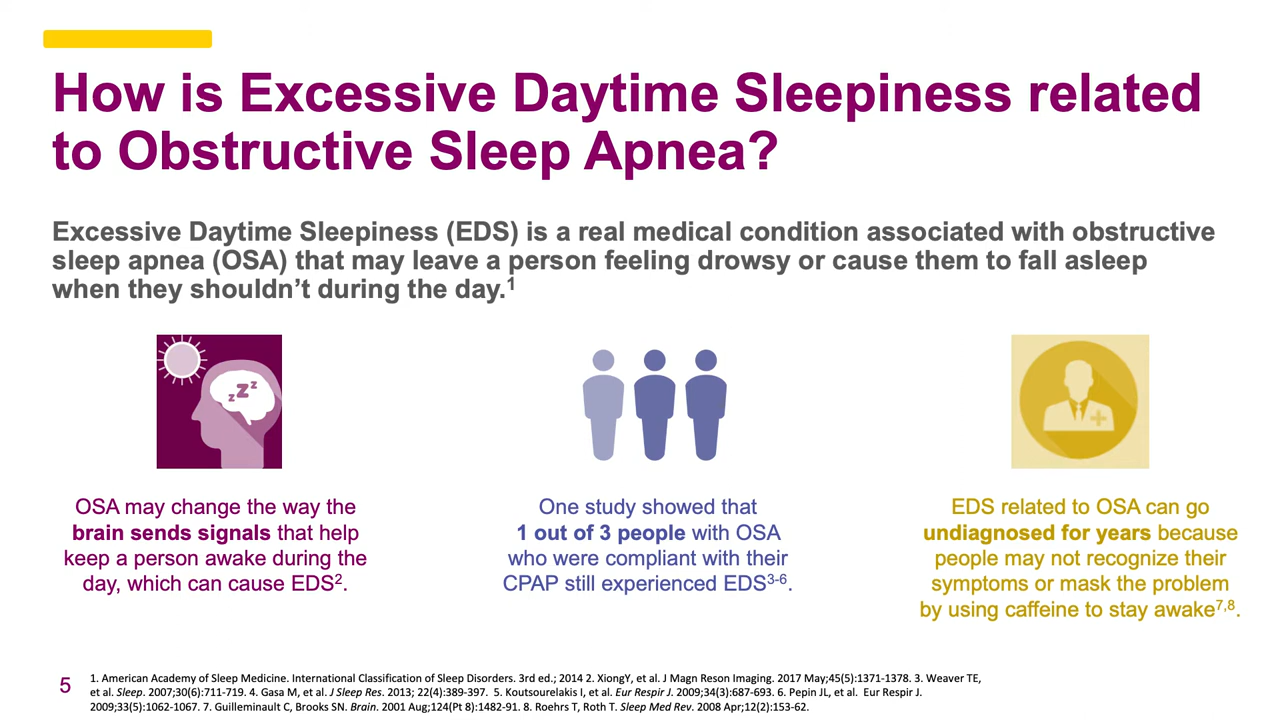 How is Excessive Daytime Sleepiness related
to Obstructive Sleep Apnea?
Excessive Daytime Sleepiness (EDS) is a real medical condition associated with obstructive
sleep apnea (OSA) that may leave a person feeling drowsy or cause them to fall asleep
when they shouldn't during the day.1
z z z
OSA may change the way the
brain sends signals that help
keep a person awake during the
day, which can cause EDS2.
One study showed that
1 out of 3 people with OSA
who were compliant with their
CPAP still experienced EDS3-6.
EDS related to OSA can go
undiagnosed for years because
people may not recognize their
symptoms or mask the problem
by using caffeine to stay awake7,8.
5
1. American Academy of Sleep Medicine. International Classification of Sleep Disorders. 3rd ed.; 2014 2. XiongY, et al. J Magn Reson Imaging. 2017 May;45(5):1371-1378. 3. Weaver TE,
et al. Sleep. 2007;30(6):711-719. 4. Gasa M, et al. J Sleep Res. 2013; 22(4):389-397. 5. Koutsourelakis I, et al. Eur Respir J. 2009;34(3):687-693. 6. Pepin JL, et al. Eur Respir J.
2009;33(5):1062-1067. 7. Guilleminault C, Brooks SN. Brain. 2001 Aug;124(Pt 8):1482-91. 8. Roehrs T, Roth T. Sleep Med Rev. 2008 Apr;12(2):153-62.